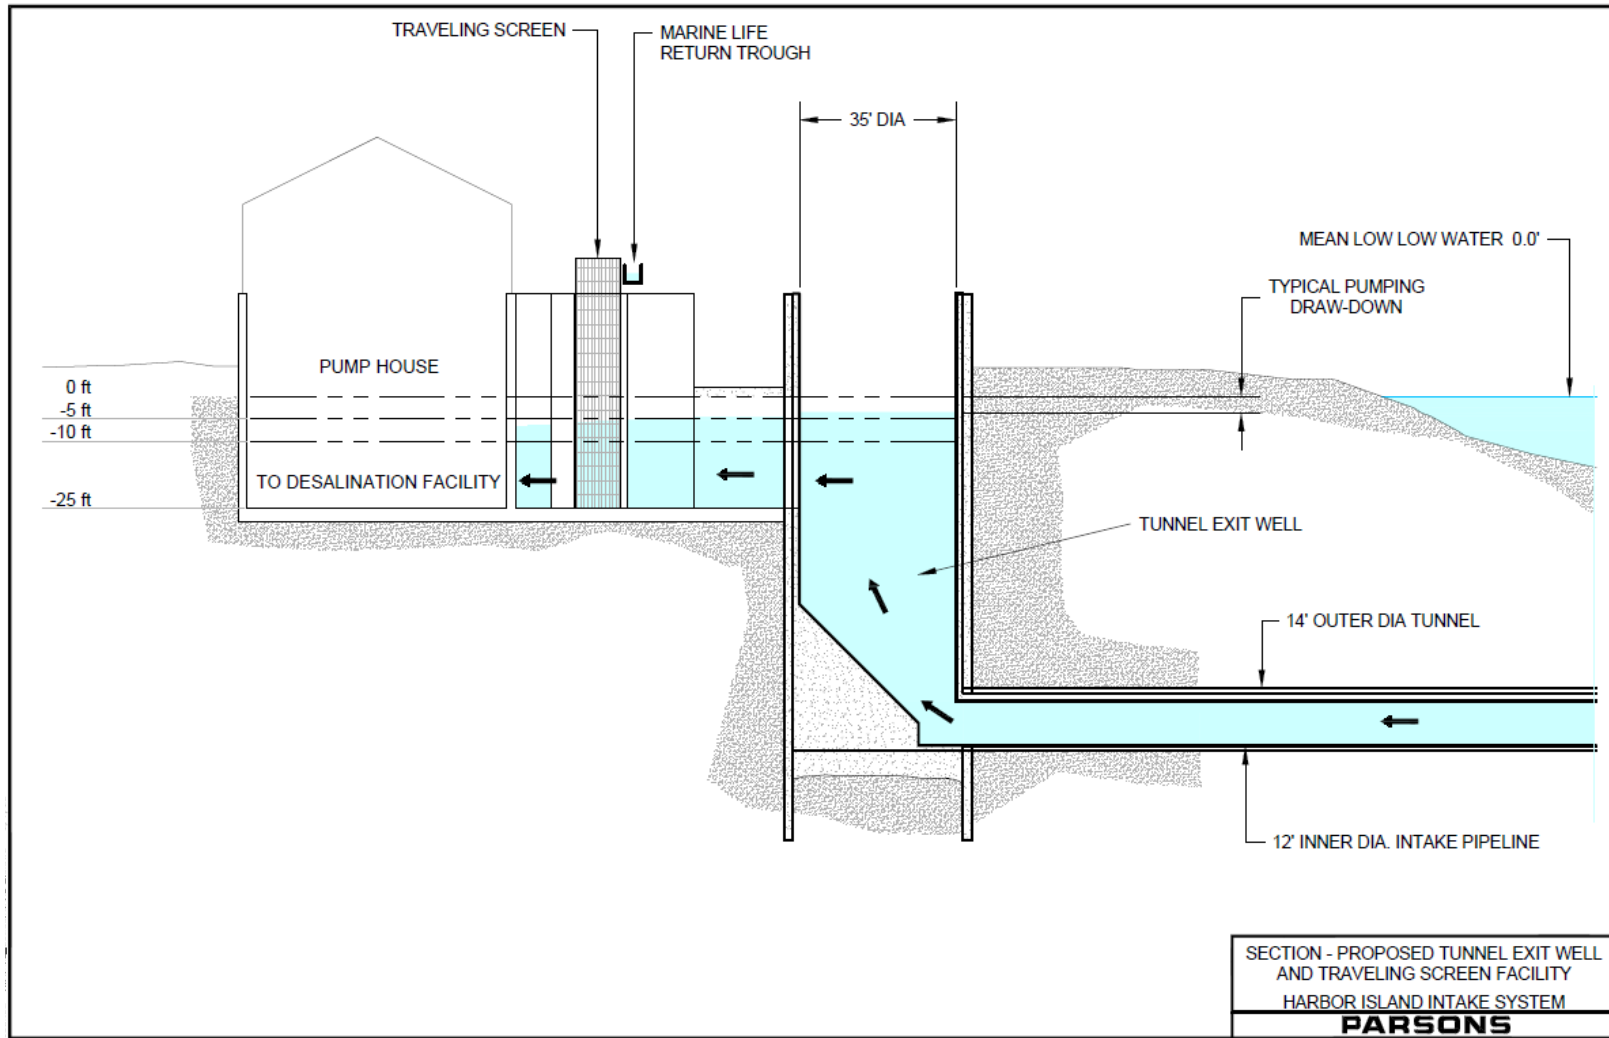 TRAVELING SCREEN
MARINE LIFE
RETURN TROUGH
35' DIA
MEAN LOW LOW WATER 0.0'
TYPICAL PUMPING
DRAW-DOWN
PUMP HOUSE
0 ft
-5 ft
-10 ft
TO DESALINATION FACILITY
-25 ft
TUNNEL EXIT WELL
14' OUTER DIA TUNNEL
12' INNER DIA. INTAKE PIPELINE
SECTION - PROPOSED TUNNEL EXIT WELL
AND TRAVELING SCREEN FACILITY
HARBOR ISLAND INTAKE SYSTEM
PARSONS